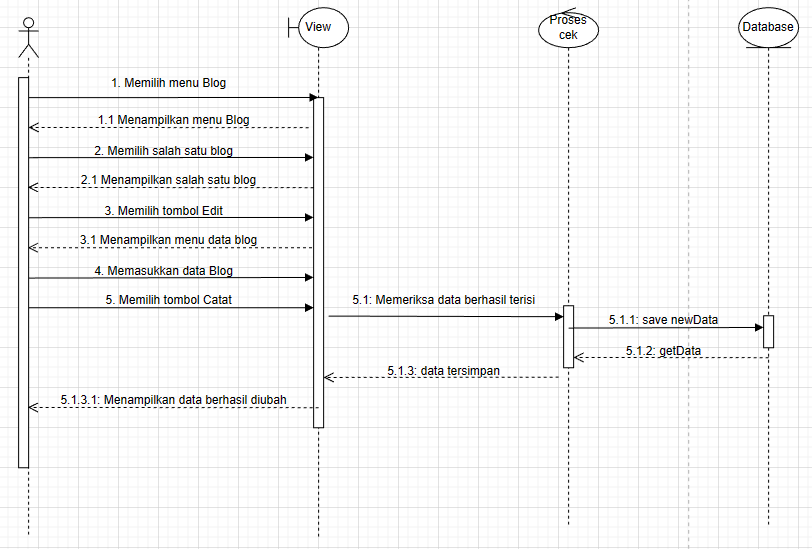 View
Proses
cek
Database
1. Memilih menu Blog
1.1 Menampilkan menu Blog
2. Memilih salah satu blog
2.1 Menampilkan salah satu blog
3. Memilih tombol Edit
3.1 Menampilkan menu data blog
4. Memasukkan data Blog
5. Memilih tombol Catat
5.1: Memeriksa data berhasil terisi
5.1.1: save newData
5.1.2: getData
5.1.3: data tersimpan
5.1.3.1: Menampilkan data berhasil diubah